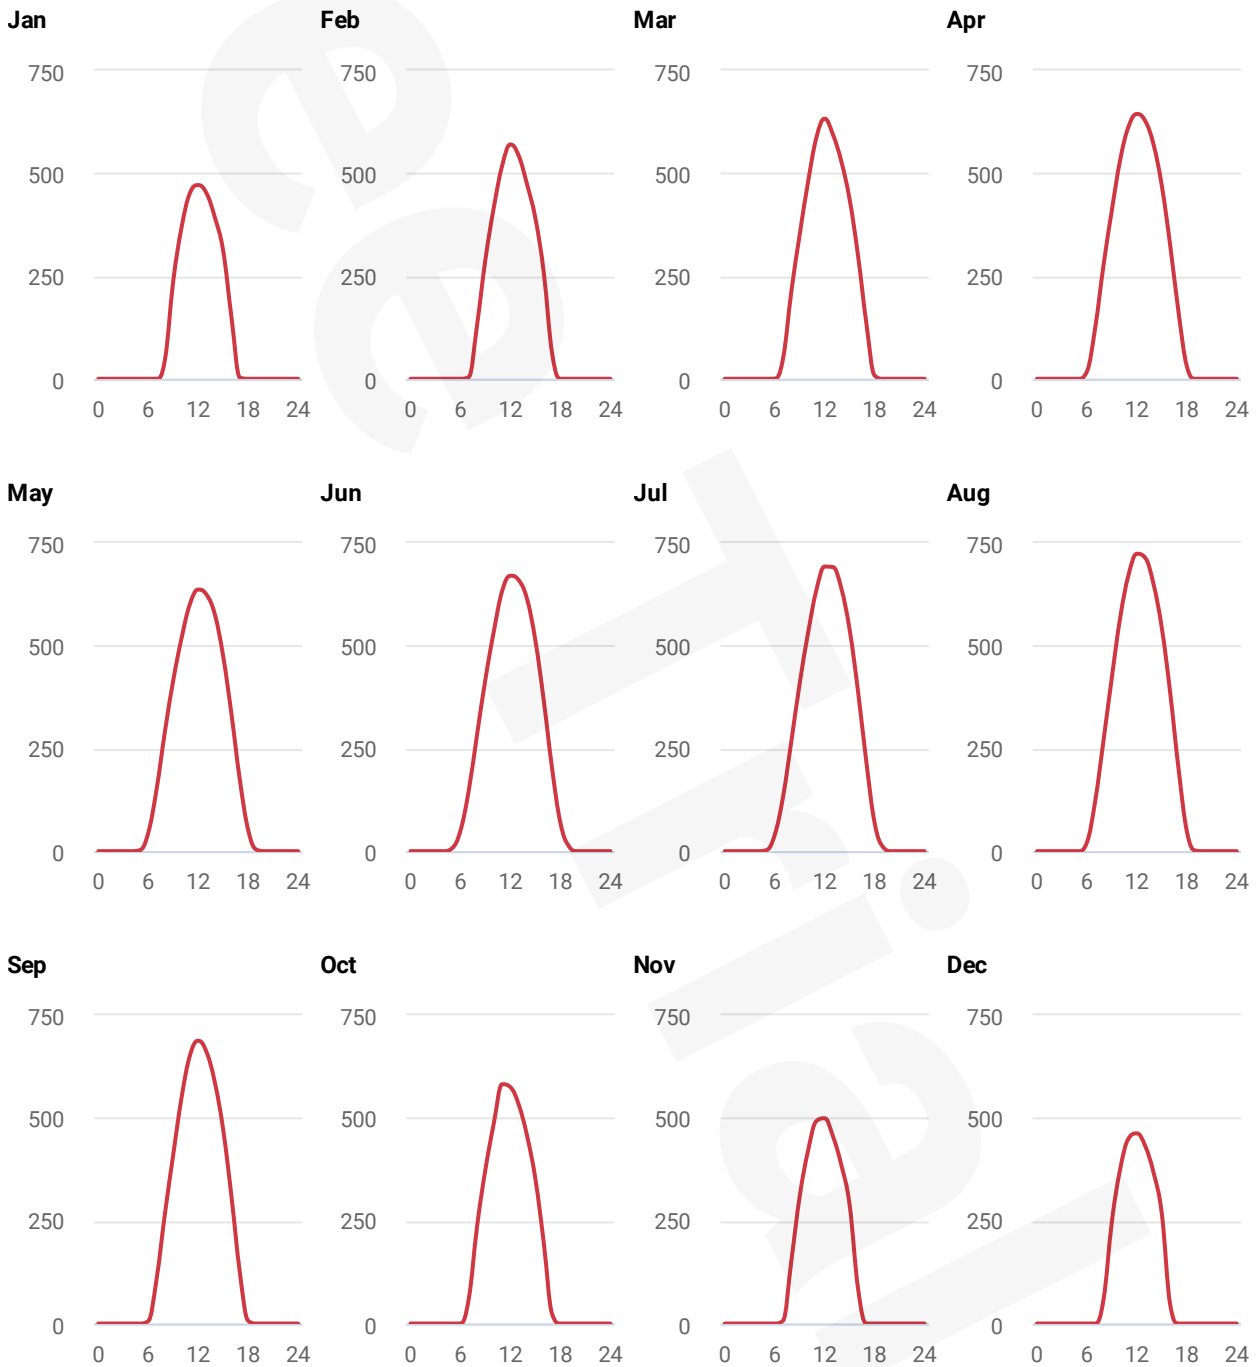 Jan Feb Mar Apr
750 750 750 750
500 500 500 500
250 250 250 250
0 0 0 0
0 6 12 18 24 0 6 12 18 24 0 6 12 18 24 0 6 12 18 24
May Jun Jul Aug
750 750 750 750
500 500 500 500
250 250 250 250
0 0 0 0
0 6 12 18 24 0 6 12 18 24 0 6 12 18 24 0 6 12 18 24
Sep Oct Nov Dec
750 750 750 750
500 500 500 500
250 250 250 250
0 0 0 0
0 6 12 18 24 0 6 12 18 24 0 6 12 18 24 0 6 12 18 24
ee Trial